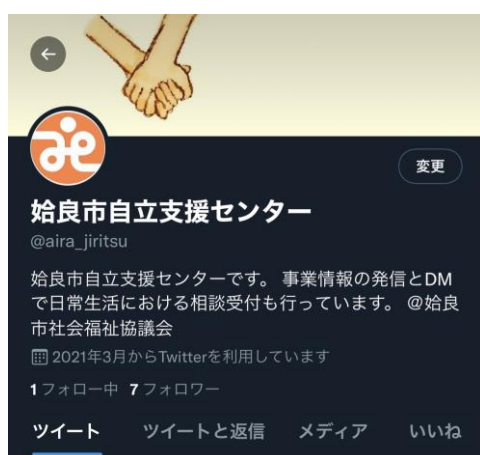 変更
姶良市自立支援センター
@aira_jiritsu
姶良市自立支援センターです。 事業情報の発信とDM
で日常生活における相談受付も行っています。 @姶良
市社会福祉協議会
2021年3月からTwitterを利用しています
1フォロー中 7フォロワー
ツイート ツイートと返信 メディア いいね